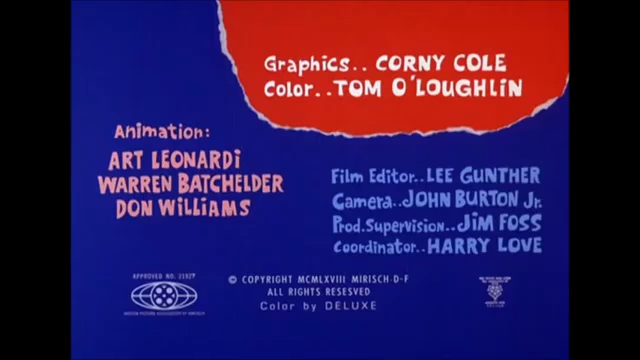 Graphics.. CORNY COLE
Color..TOM O'LOUGHLiN
Animation:
ART LEONARDi
WARREN BATCHELDER
DON WiLLIAMS
Film Editor..LEE GUNTHER
Camera..JOHN BURTON Jr.
Prod.Supervision..JiM FOSS
Coordinator..HARRY LOVE
APPROVED NO. 21927
© COPYRIGHT MCMLXVIII MIRISCH-D-F
ALL RIGHTS RESESVED
Color by DELUXE